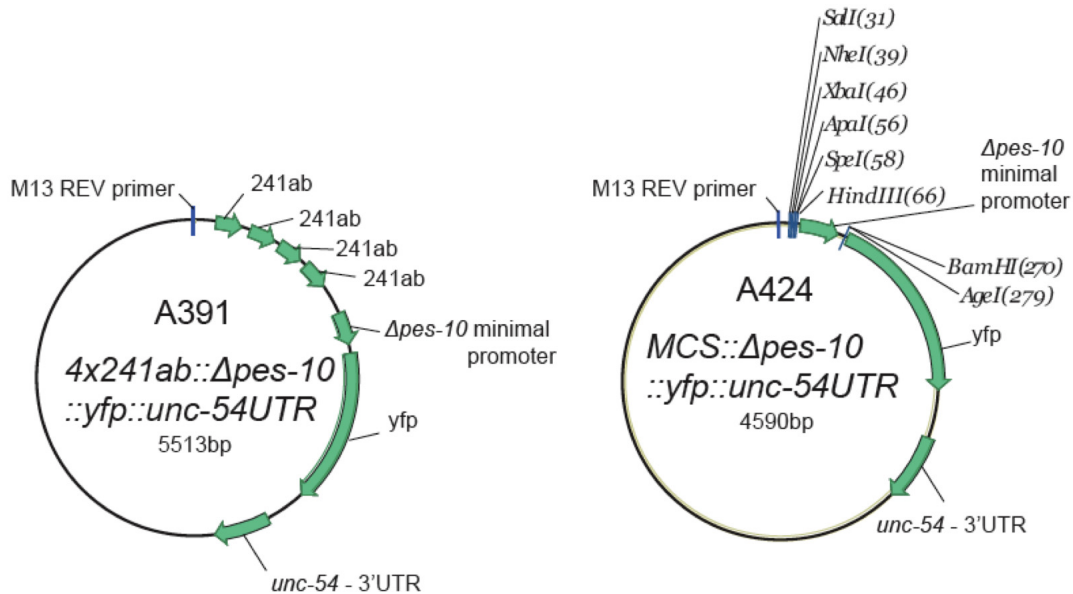 M13 REV primer
241ab
241ab
241ab
241ab
Δpes-10 minimal
promoter
A391
4x241ab::Δpes-10
::yfp::unc-54UTR
5513bp
yfp
unc-54 - 3'UTR
SalI(31)
NheI(39)
XbaI(46)
ApaI(56)
SpeI(58)
HindIII(66)
M13 REV primer
Δpes-10
minimal
promoter
BamHI(270)
AgeI(279)
A424
MCS::Δpes-10
::yfp::unc-54UTR
4590bp
yfp
unc-54 - 3'UTR